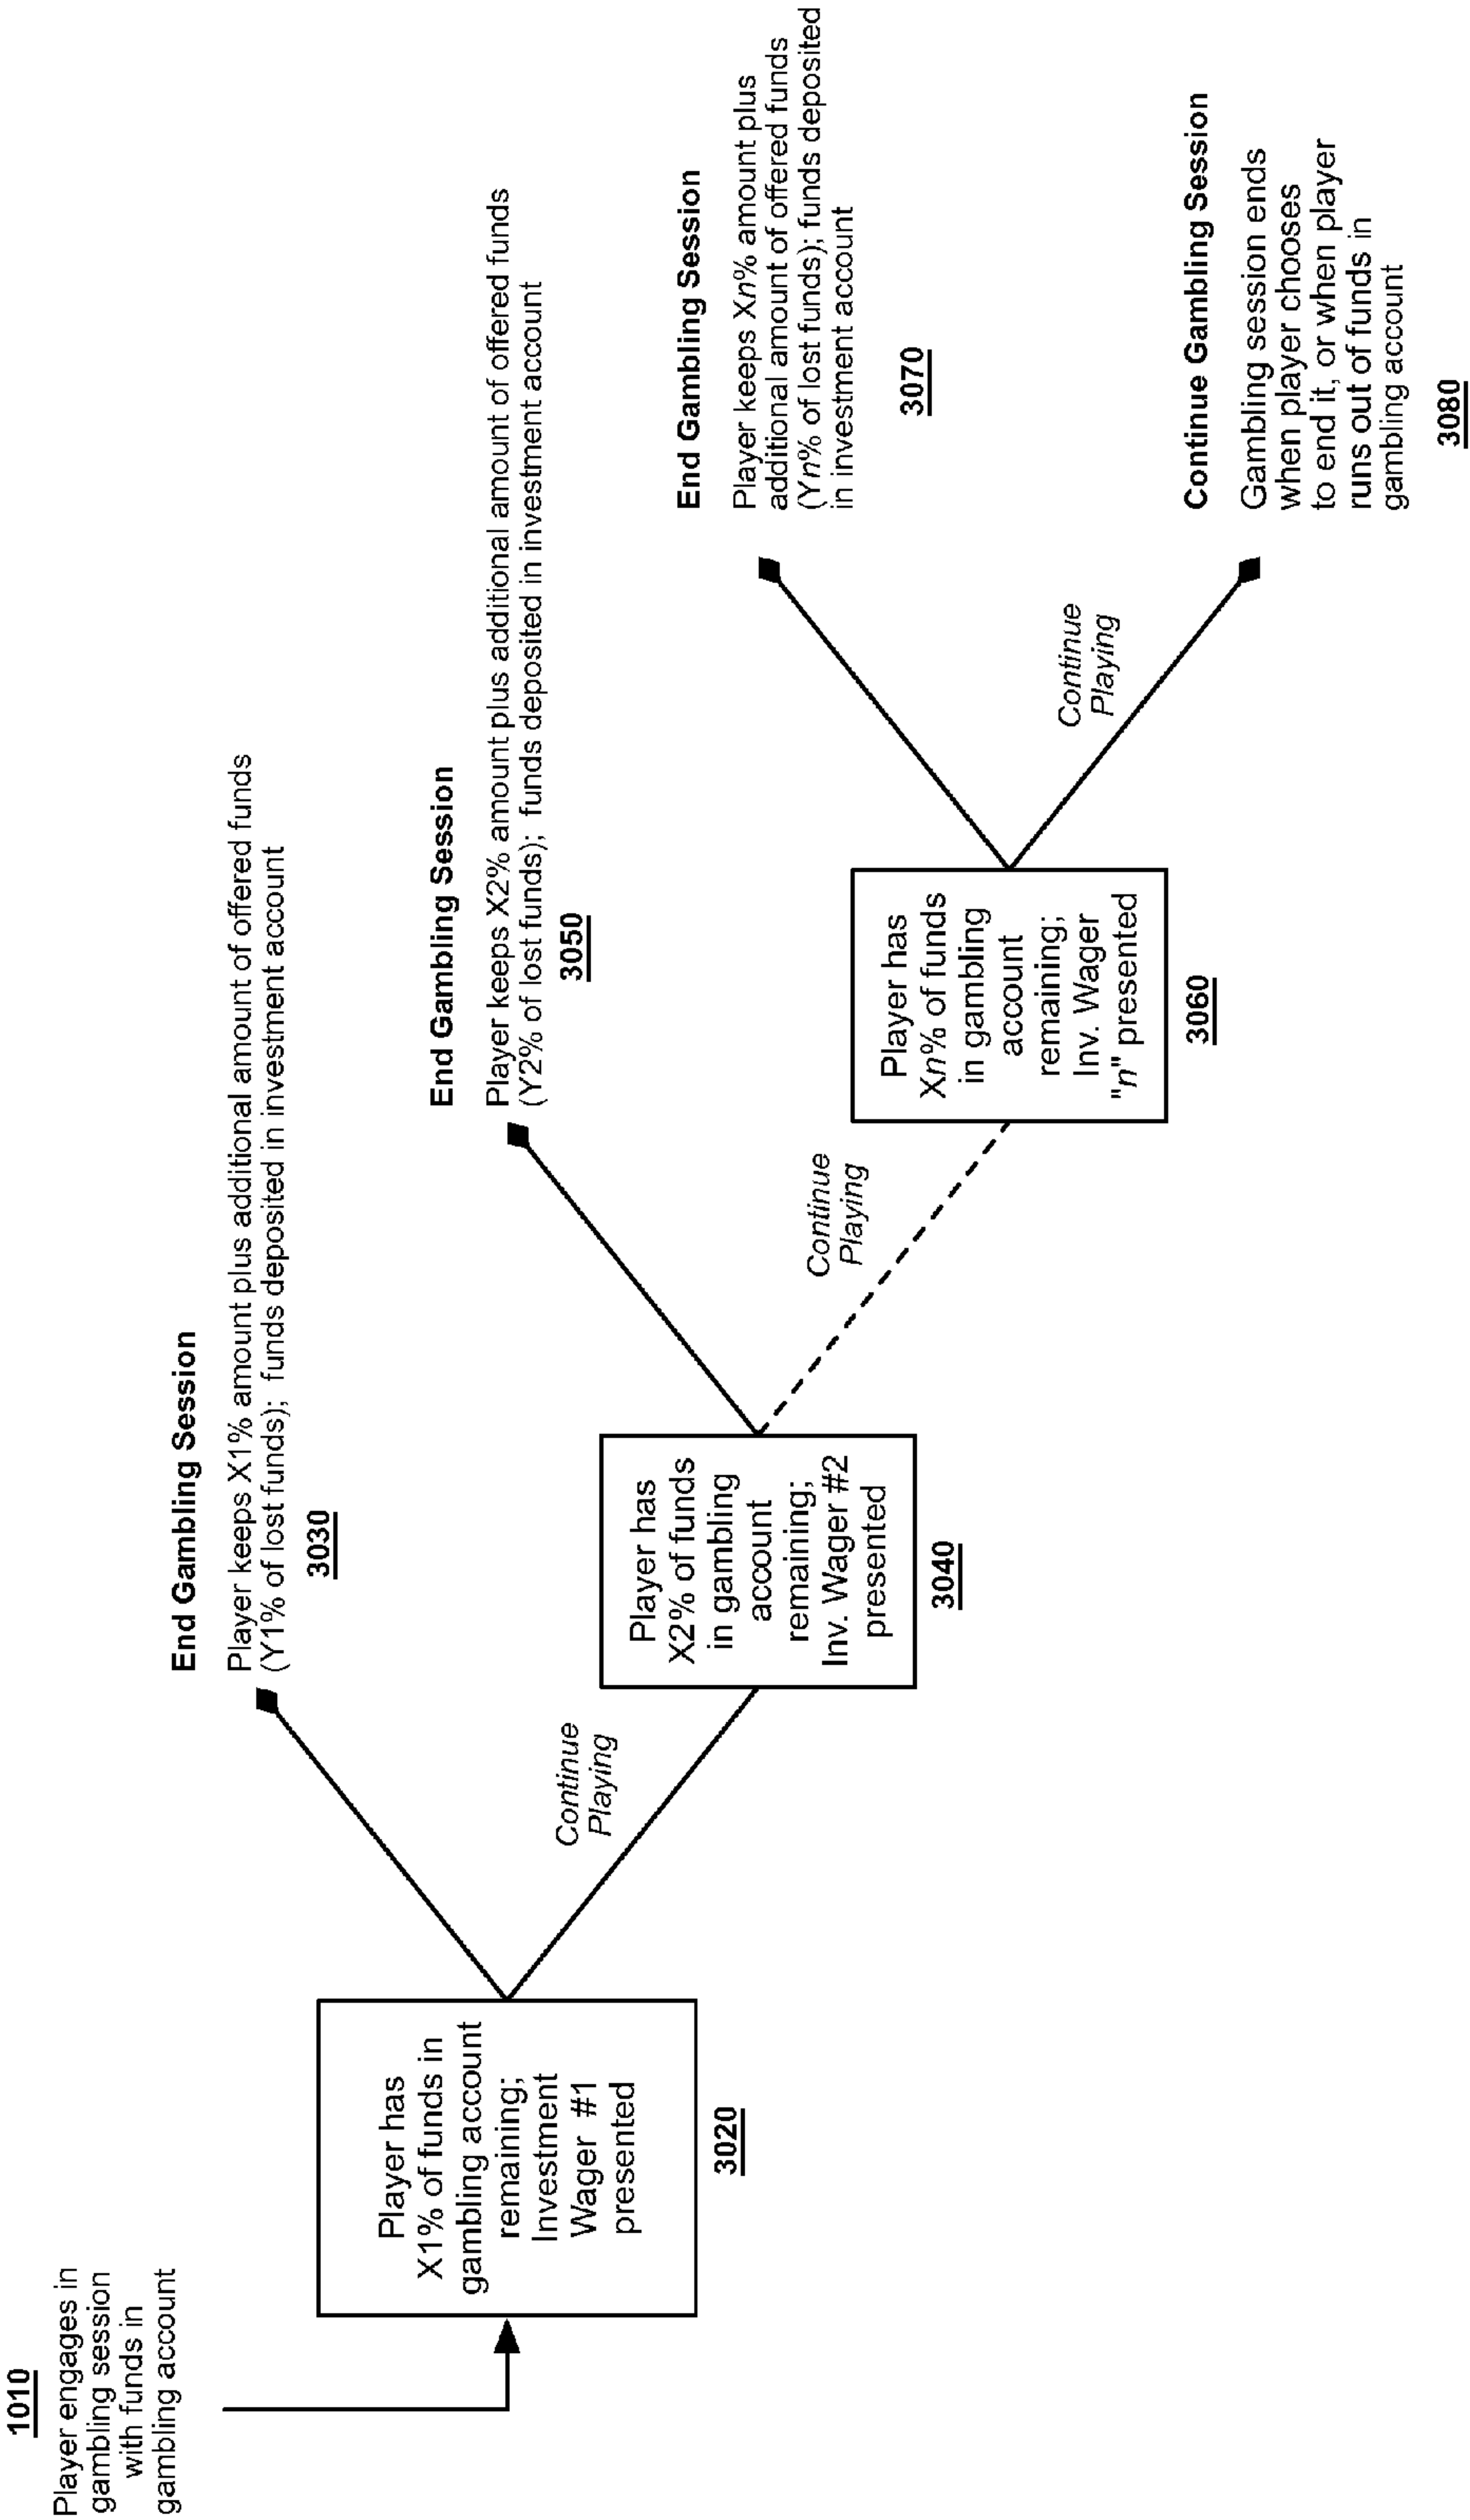 1010
Player engages in
gambling session
with funds in
gambling account
Player has
X1% of funds in
gambling account
remaining;
Investment
Wager #1
presented
3020
End Gambling Session
Player keeps X1% amount plus additional amount of offered funds
(Y1% of lost funds); funds deposited in investment account
3030
Continue
Playing
Player has
X2% of funds
in gambling
account
remaining;
Inv. Wager #2
presented
3040
End Gambling Session
Player keeps X2% amount plus additional amount of offered funds
(Y2% of lost funds); funds deposited in investment account
3050
Continue
Playing
Player has
Xn% of funds
in gambling
account
remaining;
Inv. Wager
"n" presented
3060
End Gambling Session
Player keeps Xn% amount plus
additional amount of offered funds
(Yn% of lost funds); funds deposited
in investment account
3070
Continue
Playing
Continue Gambling Session
Gambling session ends
when player chooses
to end it, or when player
runs out of funds in
gambling account
3080